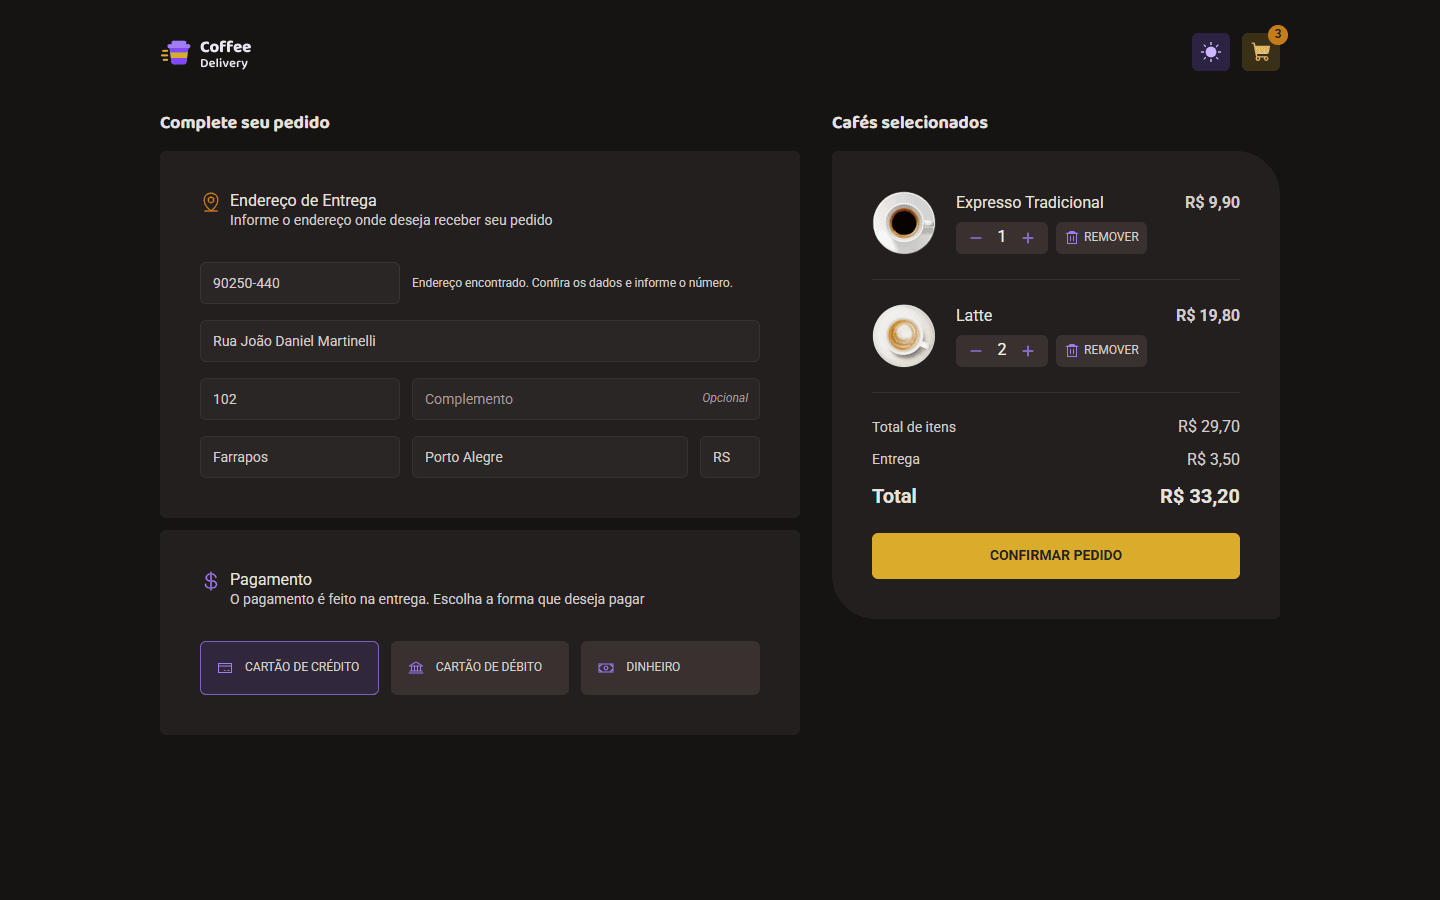 Coffee
Delivery
3
Complete seu pedido
Endereço de Entrega
Informe o endereço onde deseja receber seu pedido
90250-440
Endereço encontrado. Confira os dados e informe o número.
Rua João Daniel Martinelli
102
Complemento Opcional
Farrapos Porto Alegre RS
Pagamento
O pagamento é feito na entrega. Escolha a forma que deseja pagar
CARTÃO DE CRÉDITO CARTÃO DE DÉBITO DINHEIRO
Cafés selecionados
Expresso Tradicional R$ 9,90
1 REMOVER
Latte R$ 19,80
2 REMOVER
Total de itens R$ 29,70
Entrega R$ 3,50
Total R$ 33,20
CONFIRMAR PEDIDO